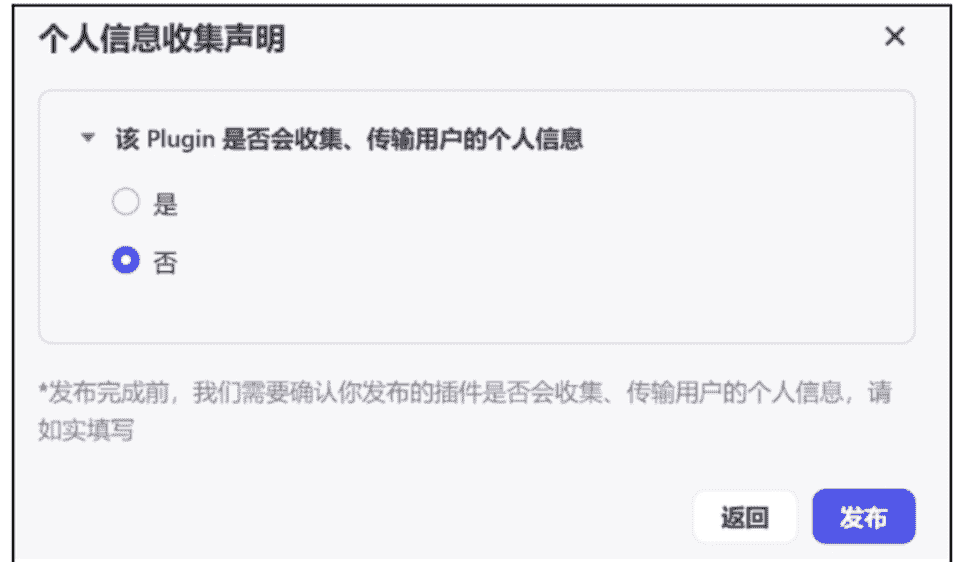 个人信息收集声明
该 Plugin 是否会收集、传输用户的个人信息
是
否
*发布完成前，我们需要确认你发布的插件是否会收集、传输用户的个人信息，请
如实填写
返回 发布